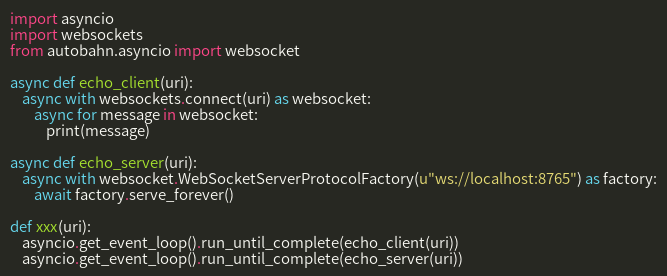 import asyncio
import websockets
from autobahn.asyncio import websocket

async def echo_client(uri):
    async with websockets.connect(uri) as websocket:
        async for message in websocket:
            print(message)

async def echo_server(uri):
    async with websocket.WebSocketServerProtocolFactory(u"ws://localhost:8765") as factory:
        await factory.serve_forever()

def xxx(uri):
    asyncio.get_event_loop().run_until_complete(echo_client(uri))
    asyncio.get_event_loop().run_until_complete(echo_server(uri))